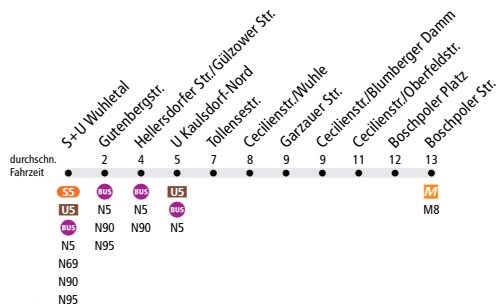 S+U Wuhletal
Gutenbergstr.
Hellersdorfer Str./Gülzower Str.
U Kaulsdorf-Nord
Tollensestr.
Cecilienstr./Wuhle
Garzauer Str.
Cecilienstr./Blumberger Damm
Cecilienstr./Oberfeldstr.
Boschpoler Platz
Boschpoler Str.
durchschn. 2 4 5 7 8 9 9 11 12 13
Fahrzeit
S5 BUS BUS U5 M
U5 N5 N5 BUS M8
BUS N90 N90 N5
N5 N95
N69
N90
N95